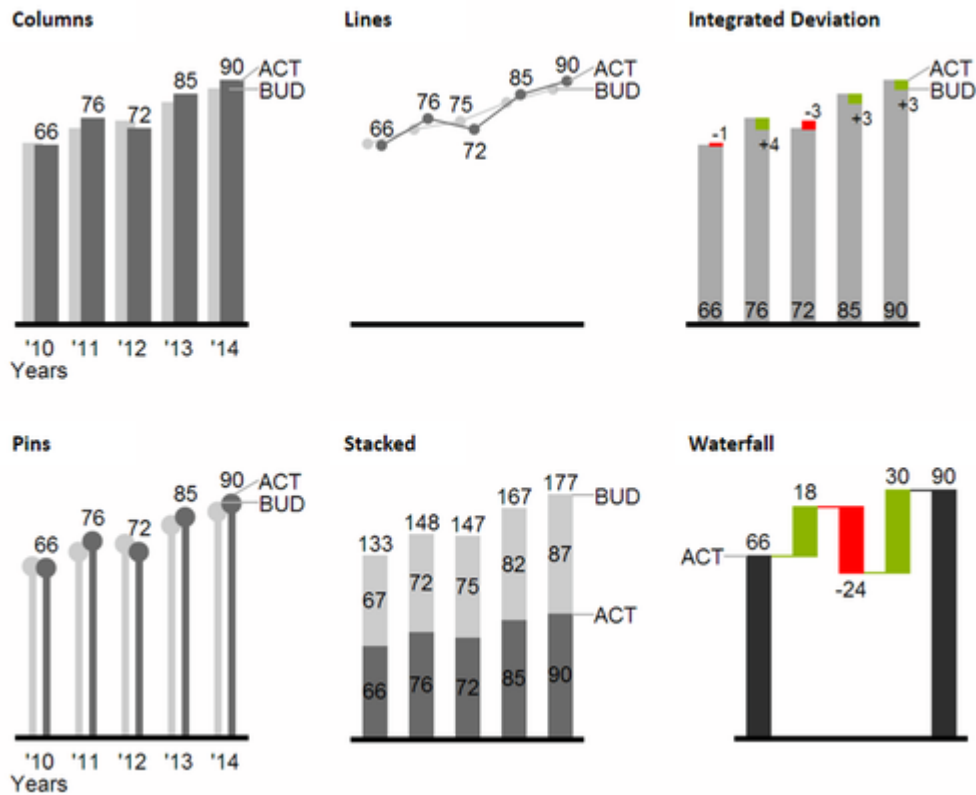 Columns
66
76
72
85
90
ACT
BUD
'10 '11 '12 '13 '14
Years
Lines
66
76
75
72
85
90
ACT
BUD
Integrated Deviation
-1
+4
-3
+3
+3
ACT
BUD
66 76 72 85 90
Pins
66
76
72
85
90
ACT
BUD
'10 '11 '12 '13 '14
Years
Stacked
133 148 147 167 177
BUD
67 72 75 82 87
ACT
66 76 72 85 90
Waterfall
ACT
66
18
-24
30
90